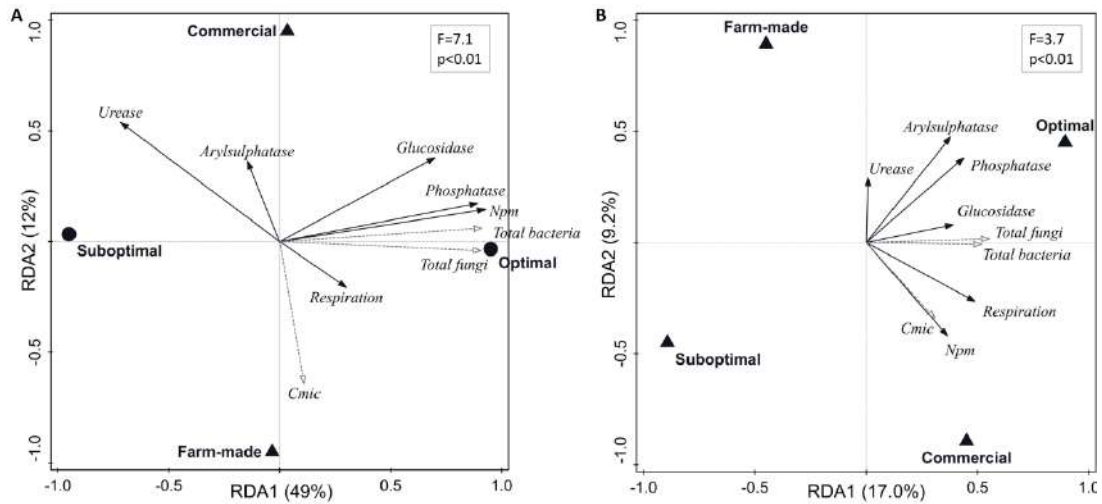 A
Commercial
F=7.1
p<0.01
Urease
Arylsulphatase
Glucosidase
Phosphatase
Npm
Total bacteria
Suboptimal
Total fungi
Optimal
Respiration
Cmic
Farm-made
1.0
0.5
0.0
-0.5
-1.0
RDA2 (12%)
-1.0
-0.5
0.0
0.5
1.0
RDA1 (49%)
B
Farm-made
F=3.7
p<0.01
Arylsulphatase
Optimal
Urease
Phosphatase
Glucosidase
Total fungi
Total bacteria
Respiration
Cmic
Npm
Suboptimal
Commercial
1.0
0.5
0.0
-0.5
-1.0
RDA2 (9.2%)
-1.0
-0.5
0.0
0.5
1.0
RDA1 (17.0%)